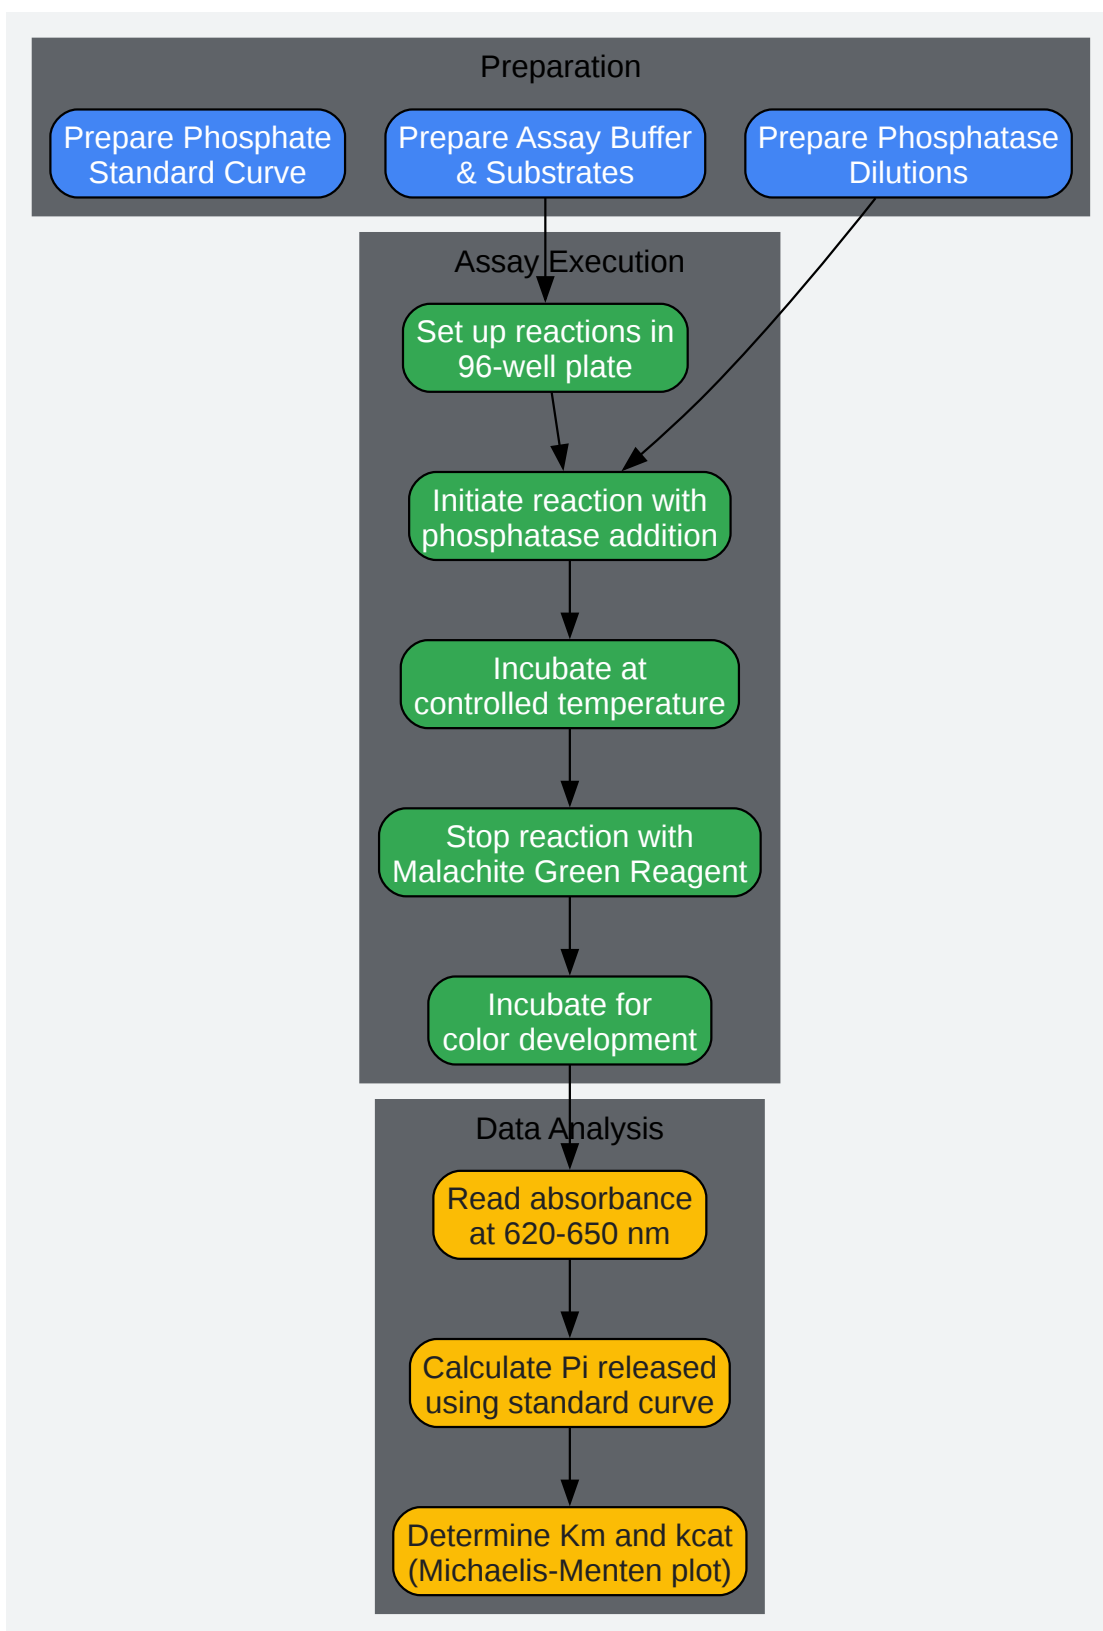 Preparation
Prepare Phosphate
Standard Curve
Prepare Assay Buffer
& Substrates
Prepare Phosphatase
Dilutions
Assay Execution
Set up reactions in
96-well plate
Initiate reaction with
phosphatase addition
Incubate at
controlled temperature
Stop reaction with
Malachite Green Reagent
Incubate for
color development
Data Analysis
Read absorbance
at 620-650 nm
Calculate Pi released
using standard curve
Determine Km and kcat
(Michaelis-Menten plot)